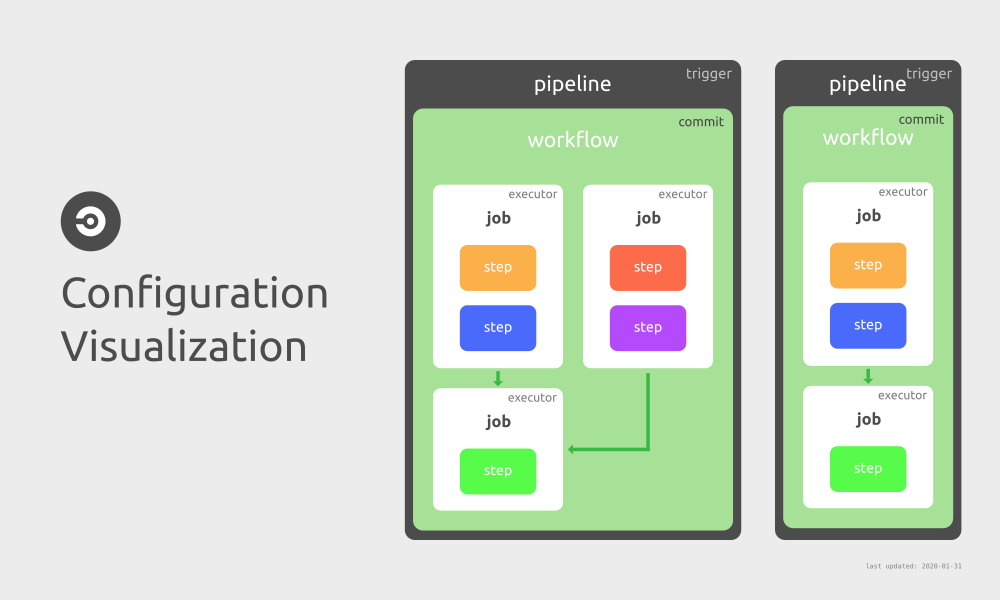 Configuration
Visualization
trigger
pipeline
commit
workflow
executor
job
step
step
executor
job
step
step
executor
job
step
trigger
pipeline
commit
workflow
executor
job
step
step
executor
job
step
last updated: 2020-01-31